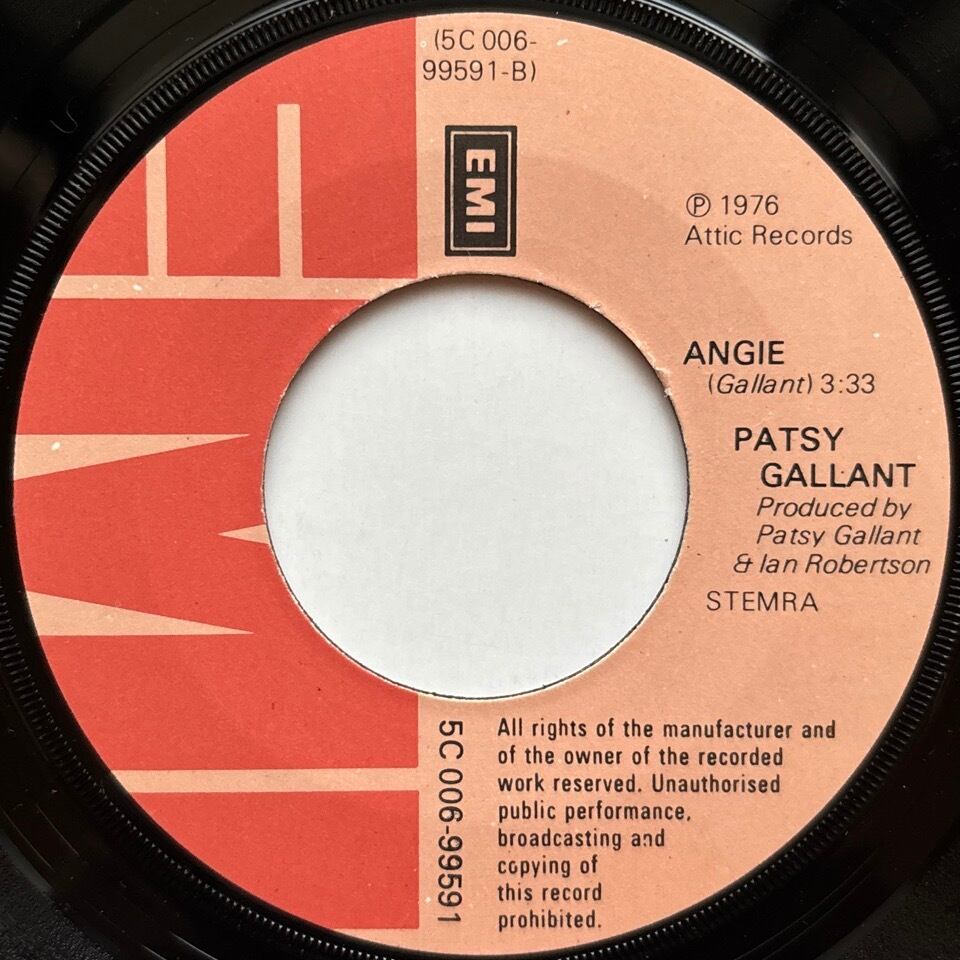 (5C 006-
99591-B)
EMI
℗ 1976
Attic Records
ANGIE
(Gallant) 3:33
PATSY
GALLANT
Produced by
Patsy Gallant
& Ian Robertson
STEMRA
5C 006-99591
All rights of the manufacturer and
of the owner of the recorded
work reserved. Unauthorised
public performance,
broadcasting and
copying of
this record
prohibited.